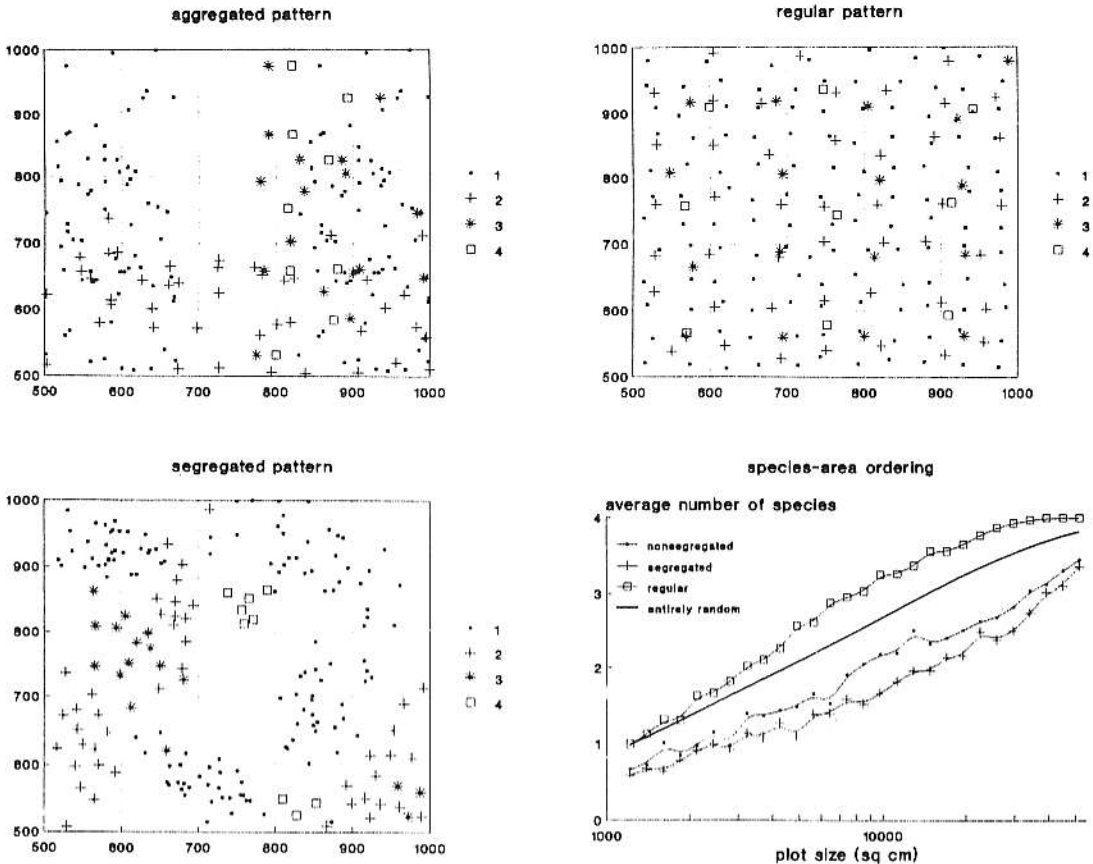 aggregated pattern
1000
900
800
700
600
500
500 600 700 800 900 1000
1
2
3
4
regular pattern
1000
900
800
700
600
500
500 600 700 800 900 1000
1
2
3
4
segregated pattern
1000
900
800
700
600
500
500 600 700 800 900 1000
1
2
3
4
species-area ordering
average number of species
4
3
2
1
0
nonsegregated
segregated
regular
entirely random
1000 10000
plot size (sq cm)